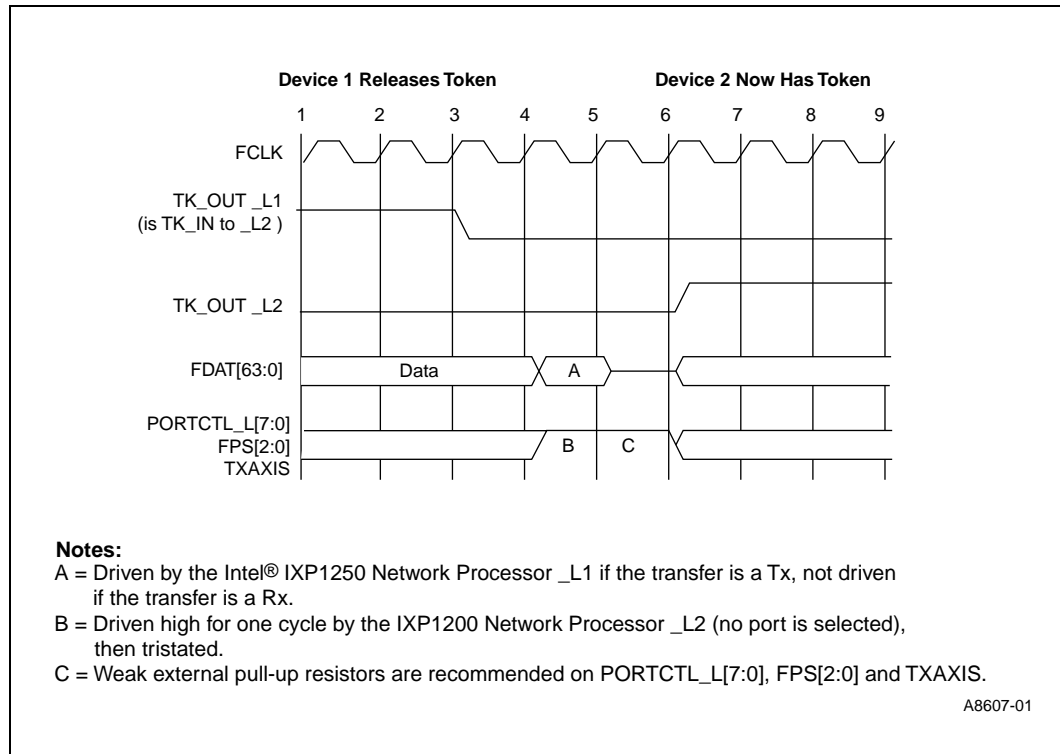 Device 1 Releases Token Device 2 Now Has Token
1 2 3 4 5 6 7 8 9
FCLK
TK_OUT _L1
(is TK_IN to _L2 )
TK_OUT _L2
FDAT[63:0] Data A
PORTCTL_L[7:0]
FPS[2:0] B C
TXAXIS
Notes:
A = Driven by the Intel® IXP1250 Network Processor _L1 if the transfer is a Tx, not driven
if the transfer is a Rx.
B = Driven high for one cycle by the IXP1200 Network Processor _L2 (no port is selected),
then tristated.
C = Weak external pull-up resistors are recommended on PORTCTL_L[7:0], FPS[2:0] and TXAXIS.
A8607-01